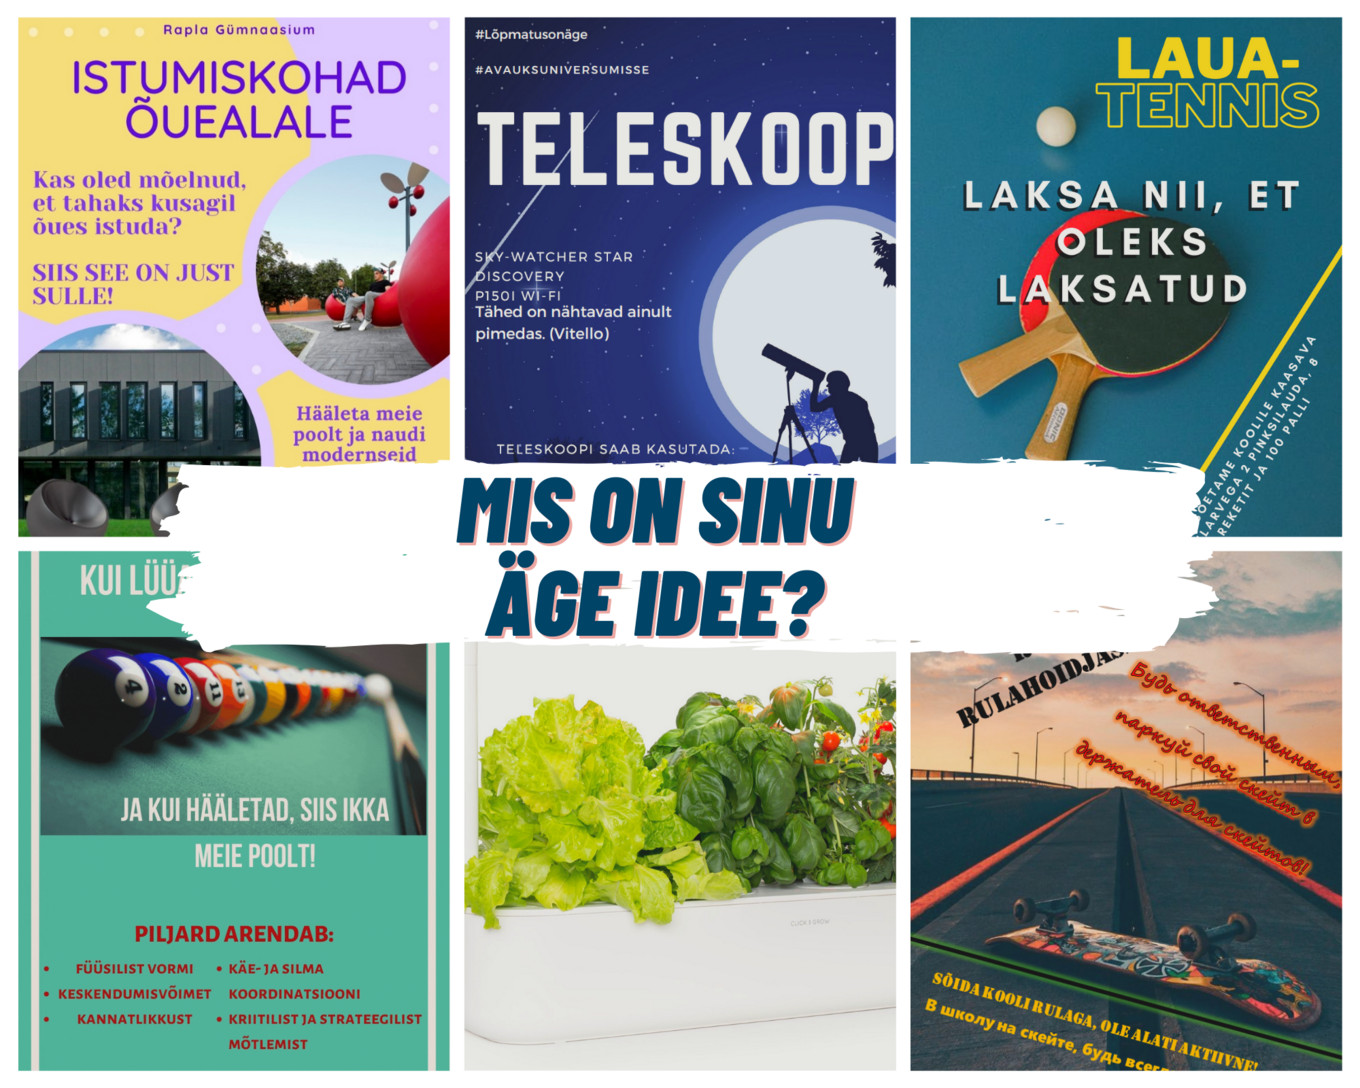 Rapla Gümnaasium
ISTUMISKOHAD
ÕUEALALE
Kas oled mõelnud,
et tahaks kusagil
õues istuda?
SIIS SEE ON JUST
SULLE!
Hääleta meie
poolt ja naudi
modernseid
#Lõpmatusonäge
#AVAUKSUNIVERSUMISSE
TELESKOOP
SKY-WATCHER STAR
DISCOVERY
P150I WI-FI
Tähed on nähtavad ainult
pimedas. (Vitello)
TELESKOOPI SAAB KASUTADA:
LAUA-
TENNIS
LAKSA NII, ET
OLEKS
LAKSATUD
KOOLILE KAASAVA
2 PINKSILAUDA, 8
REKETIT JA 100 PALLI
MIS ON SINU
ÄGE IDEE?
KUI
JA KUI HÄÄLETAD, SIIS IKKA
MEIE POOLT!
PILJARD ARENDAB:
• FÜÜSILIST VORMI
• KESKENDUMISVÕIMET
• KANNATLIKKUST
• KÄE- JA SILMA
KOORDINATSIOONI
• KRIITILIST JA STRATEEGILIST
MÕTLEMIST
CLICK & GROW
Будь ответственным,
паркуй свой скейт в
держатель для скейтов!
SÕIDA KOOLI RULAGA, OLE ALATI AKTIIVNE!
В школу на скейте, будь